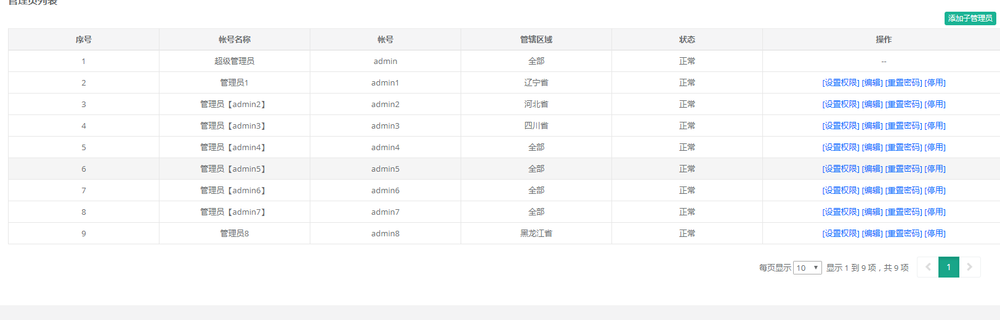 管理员列表
添加子管理员
序号 帐号名称 帐号 管辖区域 状态 操作
1 超级管理员 admin 全部 正常 --
2 管理员1 admin1 辽宁省 正常 [设置权限] [编辑] [重置密码] [停用]
3 管理员【admin2】 admin2 河北省 正常 [设置权限] [编辑] [重置密码] [停用]
4 管理员【admin3】 admin3 四川省 正常 [设置权限] [编辑] [重置密码] [停用]
5 管理员【admin4】 admin4 全部 正常 [设置权限] [编辑] [重置密码] [停用]
6 管理员【admin5】 admin5 全部 正常 [设置权限] [编辑] [重置密码] [停用]
7 管理员【admin6】 admin6 全部 正常 [设置权限] [编辑] [重置密码] [停用]
8 管理员【admin7】 admin7 全部 正常 [设置权限] [编辑] [重置密码] [停用]
9 管理员8 admin8 黑龙江省 正常 [设置权限] [编辑] [重置密码] [停用]
每页显示 10 显示 1 到 9 项，共 9 项 1